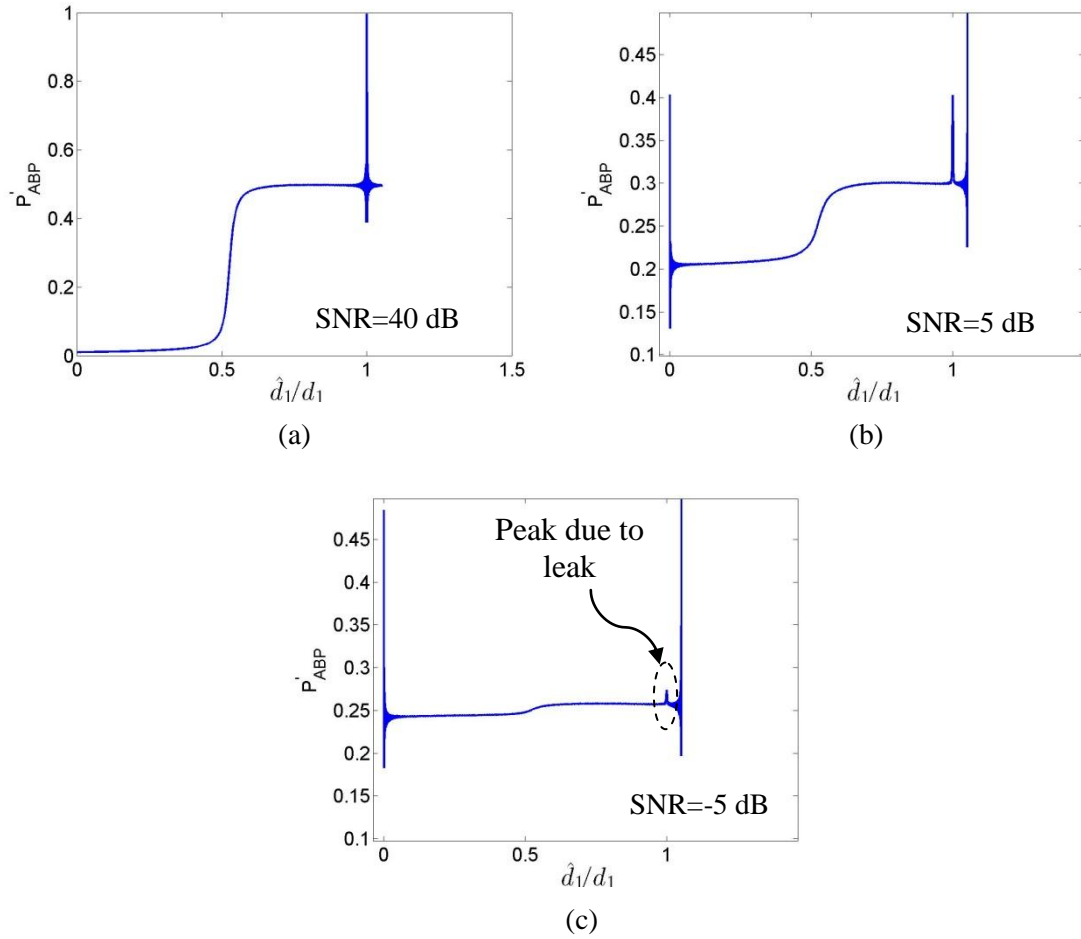 1
0.8
0.6
0.4
0.2
0
P'ABP
SNR=40 dB
0.5
1
1.5
d̂1/d1
(a)
0.45
0.4
0.35
0.3
0.25
0.2
0.15
0.1
P'ABP
SNR=5 dB
0
0.5
1
d̂1/d1
(b)
0.45
0.4
0.35
0.3
0.25
0.2
0.15
0.1
P'ABP
Peak due to
leak
SNR=-5 dB
0
0.5
1
d̂1/d1
(c)